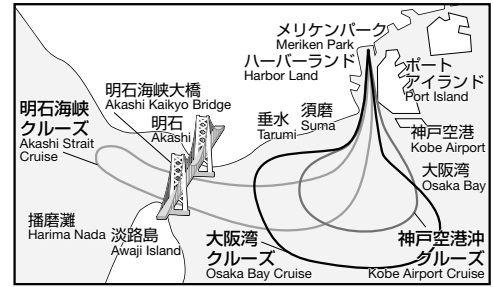 メリケンパーク
Meriken Park
ハーバーランド
Harbor Land
ポート
アイランド
Port Island
明石海峡大橋
Akashi Kaikyo Bridge
明石海峡
クルーズ
Akashi Strait
Cruise
明石
Akashi
垂水
Tarumi
須磨
Suma
神戸空港
Kobe Airport
大阪湾
Osaka Bay
播磨灘
Harima Nada
淡路島
Awaji Island
大阪湾
クルーズ
Osaka Bay Cruise
神戸空港沖
クルーズ
Kobe Airport Cruise